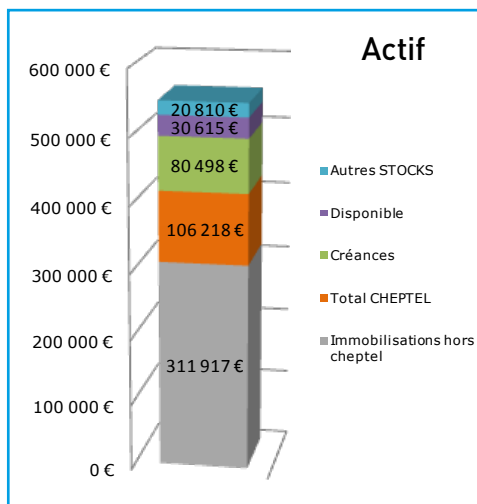 Actif
600 000 €
500 000 €
400 000 €
300 000 €
200 000 €
100 000 €
0 €
20 810 €
30 615 €
80 498 €
106 218 €
311 917 €
Autres STOCKS
Disponible
Créances
Total CHEPTEL
Immobilisations hors
cheptel